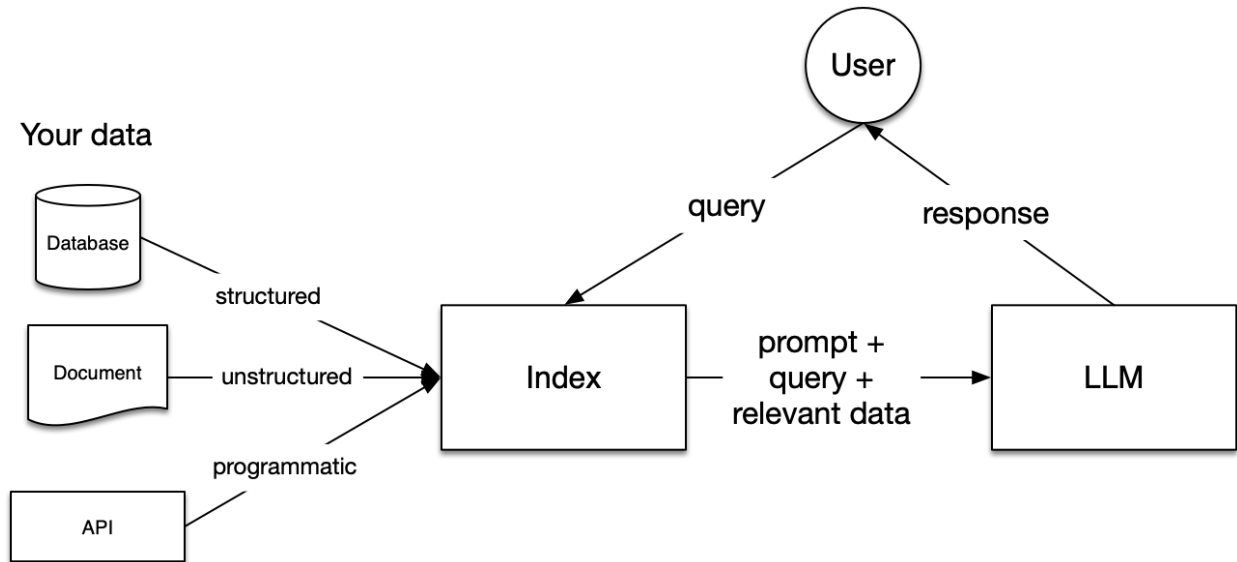 User
Your data
Database
structured
Document
unstructured
programmatic
API
query
response
Index
prompt +
query +
relevant data
LLM